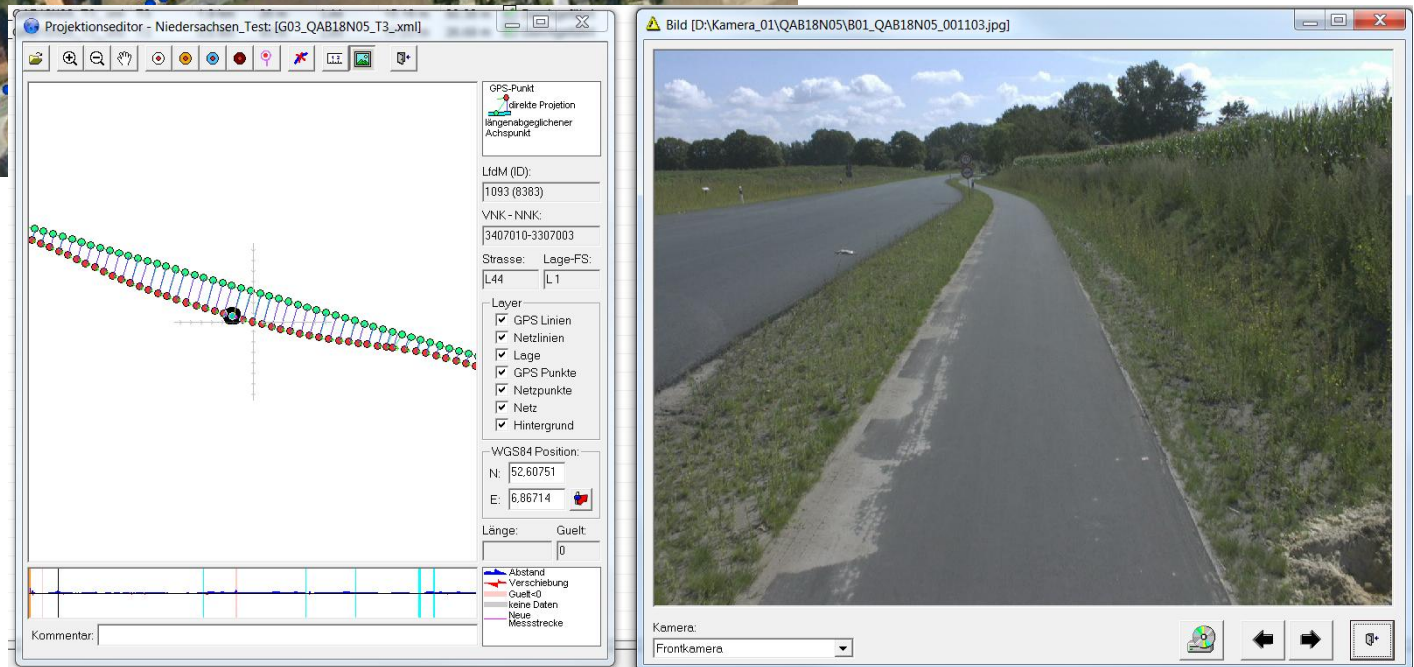 Projektionseditor - Niedersachsen_Test: [G03_QAB18N05_T3_.xml]
GPS-Punkt
direkte Projetion
längenabgeglichener
Achspunkt
LfdM (ID):
1093 (8383)
VNK - NNK:
3407010-3307003
Strasse: Lage-FS:
L44 L 1
Layer
GPS Linien
Netzlinien
Lage
GPS Punkte
Netzpunkte
Netz
Hintergrund
WGS84 Position:
N: 52,60751
E: 6,86714
Länge: Guelt:
0
Abstand
Verschiebung
Guelt<0
keine Daten
Neue
Messstrecke
Kommentar:
Bild [D:\Kamera_01\QAB18N05\B01_QAB18N05_001103.jpg]
Kamera:
Frontkamera